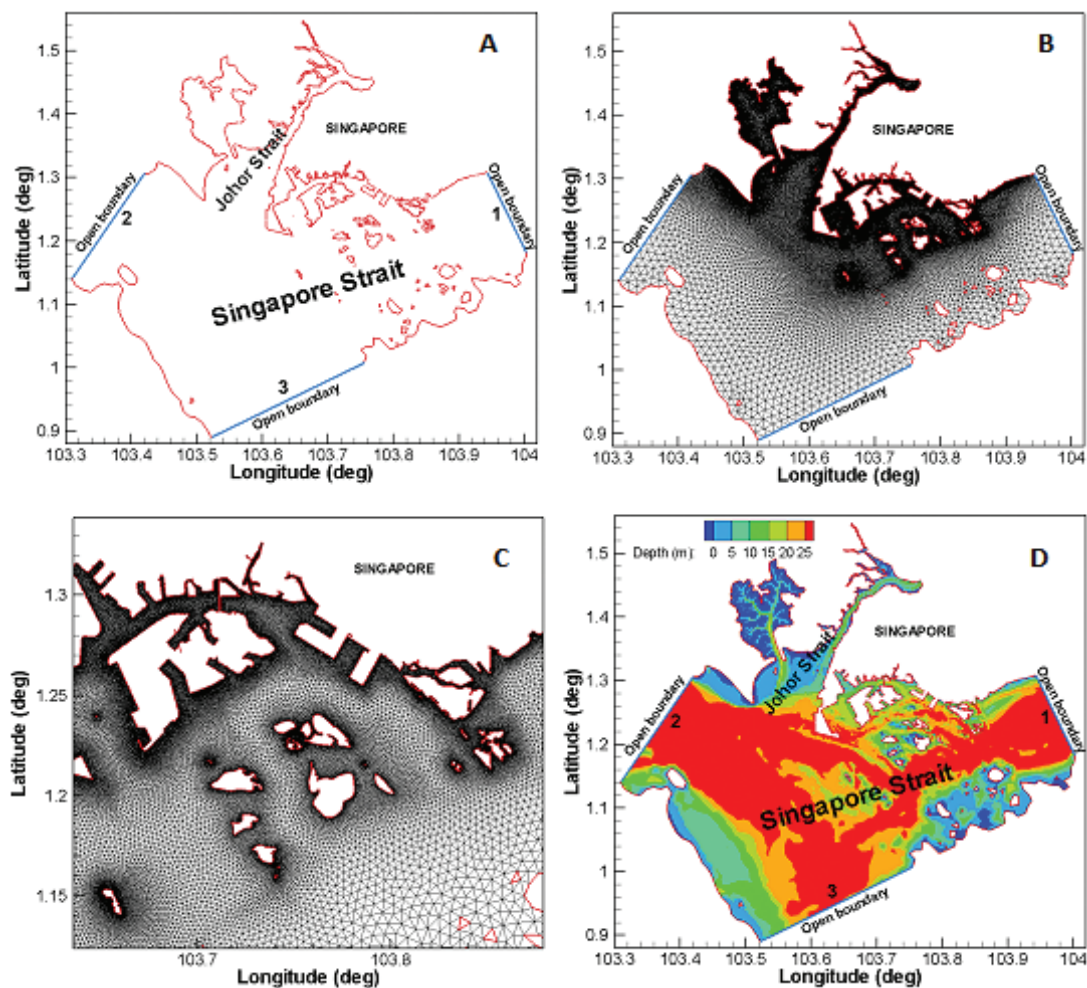 A
1.5
1.4
1.3
1.2
1.1
1
0.9
Latitude (deg)
SINGAPORE
Johor Strait
Open boundary
2
Open boundary
1
Singapore Strait
3
Open boundary
103.3 103.4 103.5 103.6 103.7 103.8 103.9 104
Longitude (deg)
B
1.5
1.4
1.3
1.2
1.1
1
0.9
Latitude (deg)
SINGAPORE
Open boundary
Open boundary
Open boundary
103.3 103.4 103.5 103.6 103.7 103.8 103.9 104
Longitude (deg)
C
SINGAPORE
1.3
1.25
1.2
1.15
Latitude (deg)
103.7 103.8
Longitude (deg)
D
Depth (m): 0 5 10 15 20 25
1.5
1.4
1.3
1.2
1.1
1
0.9
Latitude (deg)
SINGAPORE
Johor Strait
Open boundary
2
Open boundary
1
Singapore Strait
3
Open boundary
103.3 103.4 103.5 103.6 103.7 103.8 103.9 104
Longitude (deg)